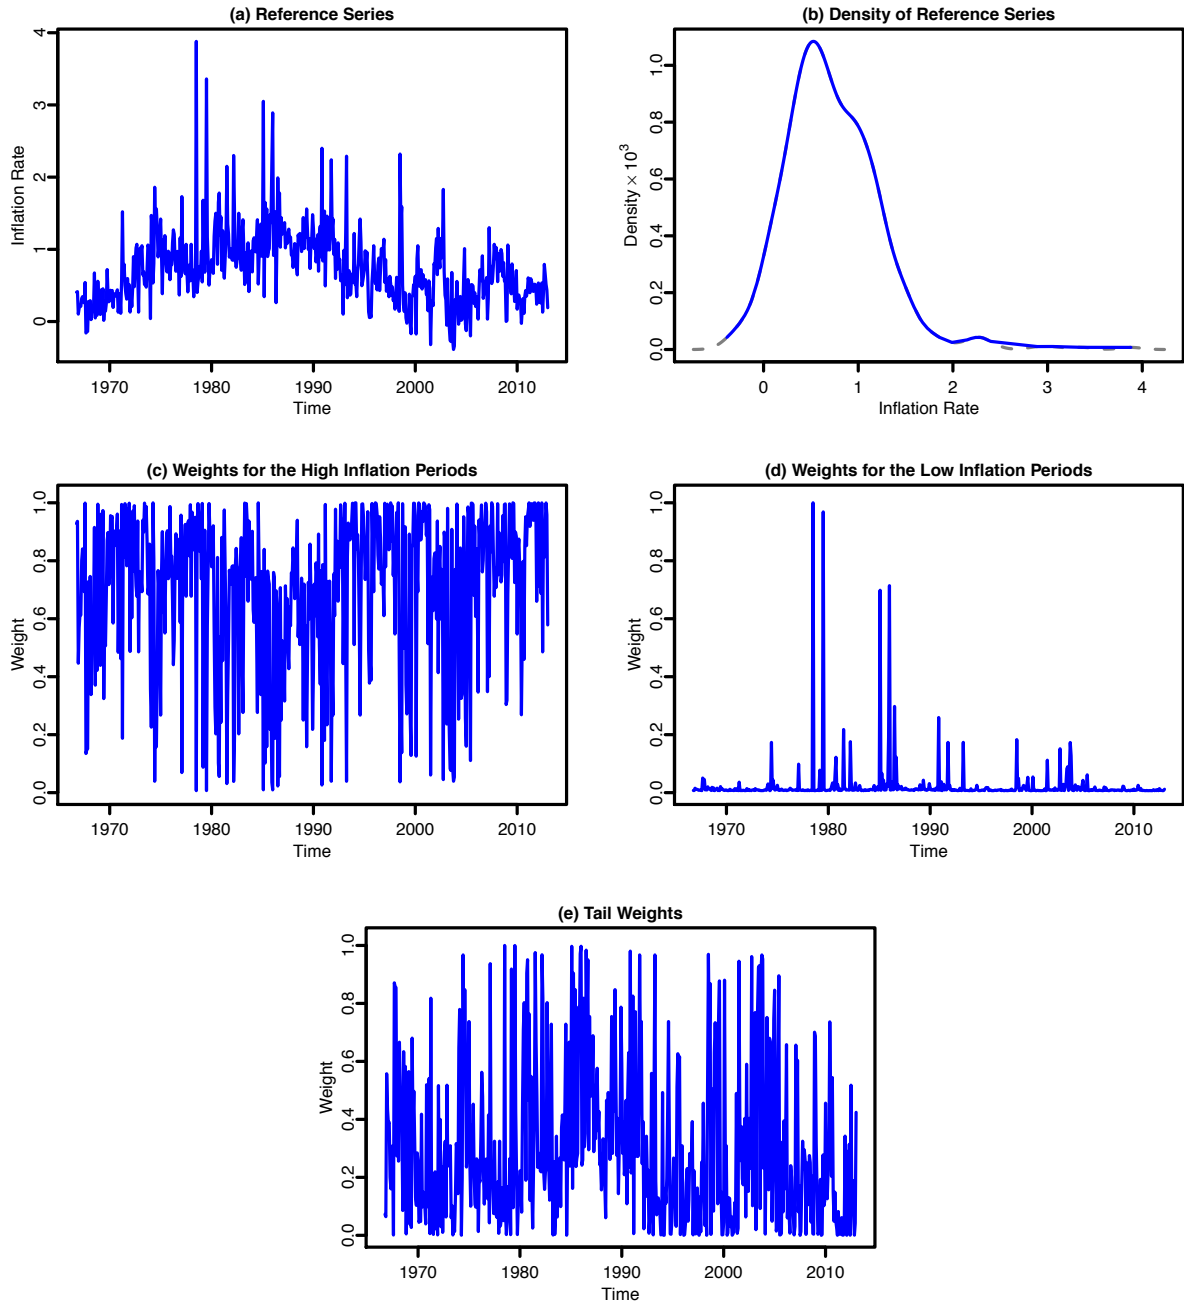 (a) Reference Series
Inflation Rate
4
3
2
1
0
1970 1980 1990 2000 2010
Time
(b) Density of Reference Series
Density × 10³
1.0
0.8
0.6
0.4
0.2
0.0
0 1 2 3 4
Inflation Rate
(c) Weights for the High Inflation Periods
Weight
1.0
0.8
0.6
0.4
0.2
0.0
1970 1980 1990 2000 2010
Time
(d) Weights for the Low Inflation Periods
Weight
1.0
0.8
0.6
0.4
0.2
0.0
1970 1980 1990 2000 2010
Time
(e) Tail Weights
Weight
1.0
0.8
0.6
0.4
0.2
0.0
1970 1980 1990 2000 2010
Time